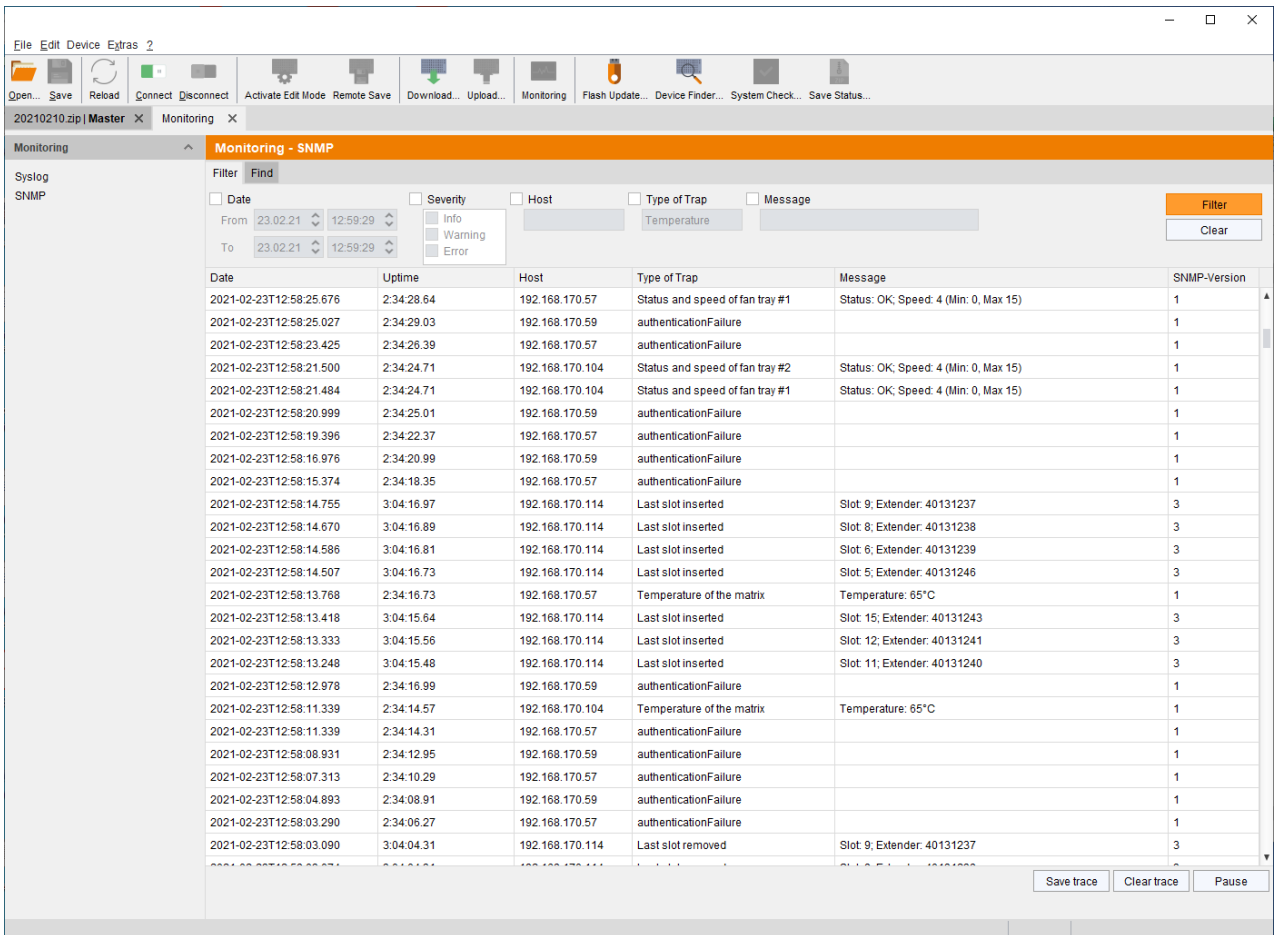 File Edit Device Extras ?
Open... Save Reload Connect Disconnect Activate Edit Mode Remote Save Download... Upload... Monitoring Flash Update... Device Finder... System Check... Save Status...
20210210.zip | Master Monitoring
Monitoring
Syslog
SNMP
Monitoring - SNMP
Filter Find
Date Severity Host Type of Trap Message
From 23.02.21 12:59:29 Info Temperature Filter
Warning Clear
To 23.02.21 12:59:29 Error
Date Uptime Host Type of Trap Message SNMP-Version
2021-02-23T12:58:25.676 2:34:28.64 192.168.170.57 Status and speed of fan tray #1 Status: OK; Speed: 4 (Min: 0, Max 15) 1
2021-02-23T12:58:25.027 2:34:29.03 192.168.170.59 authenticationFailure 1
2021-02-23T12:58:23.425 2:34:26.39 192.168.170.57 authenticationFailure 1
2021-02-23T12:58:21.500 2:34:24.71 192.168.170.104 Status and speed of fan tray #2 Status: OK; Speed: 4 (Min: 0, Max 15) 1
2021-02-23T12:58:21.484 2:34:24.71 192.168.170.104 Status and speed of fan tray #1 Status: OK; Speed: 4 (Min: 0, Max 15) 1
2021-02-23T12:58:20.999 2:34:25.01 192.168.170.59 authenticationFailure 1
2021-02-23T12:58:19.396 2:34:22.37 192.168.170.57 authenticationFailure 1
2021-02-23T12:58:16.976 2:34:20.99 192.168.170.59 authenticationFailure 1
2021-02-23T12:58:15.374 2:34:18.35 192.168.170.57 authenticationFailure 1
2021-02-23T12:58:14.755 3:04:16.97 192.168.170.114 Last slot inserted Slot: 9; Extender: 40131237 3
2021-02-23T12:58:14.670 3:04:16.89 192.168.170.114 Last slot inserted Slot: 8; Extender: 40131238 3
2021-02-23T12:58:14.586 3:04:16.81 192.168.170.114 Last slot inserted Slot: 6; Extender: 40131239 3
2021-02-23T12:58:14.507 3:04:16.73 192.168.170.114 Last slot inserted Slot: 5; Extender: 40131246 3
2021-02-23T12:58:13.768 2:34:16.73 192.168.170.57 Temperature of the matrix Temperature: 65°C 1
2021-02-23T12:58:13.418 3:04:15.64 192.168.170.114 Last slot inserted Slot: 15; Extender: 40131243 3
2021-02-23T12:58:13.333 3:04:15.56 192.168.170.114 Last slot inserted Slot: 12; Extender: 40131241 3
2021-02-23T12:58:13.248 3:04:15.48 192.168.170.114 Last slot inserted Slot: 11; Extender: 40131240 3
2021-02-23T12:58:12.978 2:34:16.99 192.168.170.59 authenticationFailure 1
2021-02-23T12:58:11.339 2:34:14.57 192.168.170.104 Temperature of the matrix Temperature: 65°C 1
2021-02-23T12:58:11.339 2:34:14.31 192.168.170.57 authenticationFailure 1
2021-02-23T12:58:08.931 2:34:12.95 192.168.170.59 authenticationFailure 1
2021-02-23T12:58:07.313 2:34:10.29 192.168.170.57 authenticationFailure 1
2021-02-23T12:58:04.893 2:34:08.91 192.168.170.59 authenticationFailure 1
2021-02-23T12:58:03.290 2:34:06.27 192.168.170.57 authenticationFailure 1
2021-02-23T12:58:03.090 3:04:04.31 192.168.170.114 Last slot removed Slot: 9; Extender: 40131237 3
Save trace Clear trace Pause